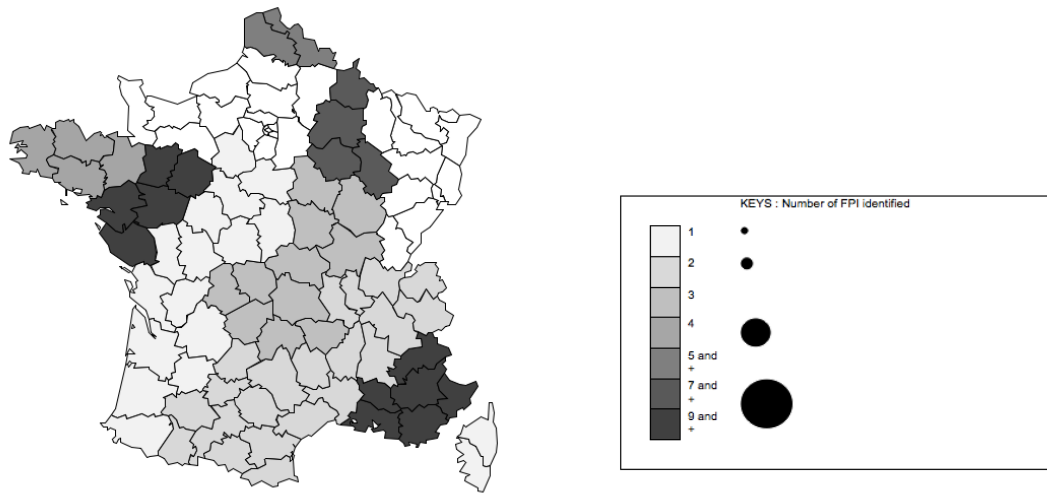 KEYS : Number of FPI identified
1
2
3
4
5 and
+
7 and
+
9 and
+